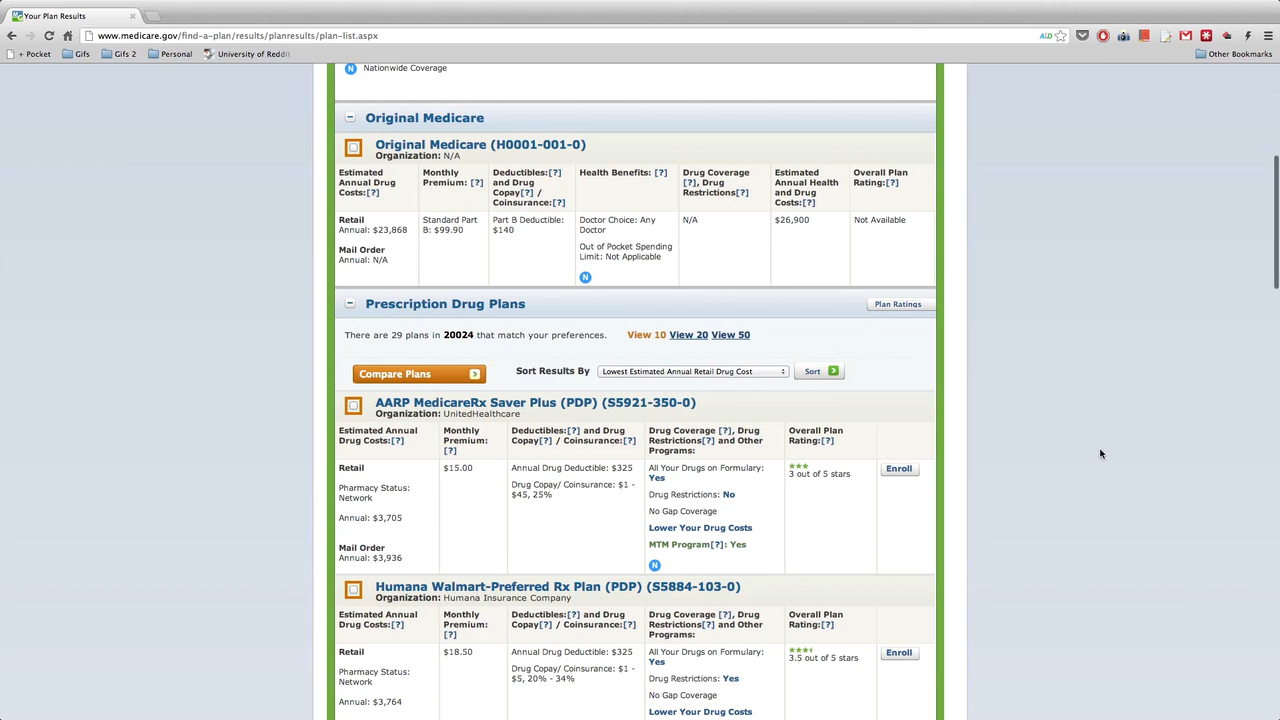 Your Plan Results
www.medicare.gov/find-a-plan/results/planresults/plan-list.aspx
+ Pocket Gifs Gifs 2 Personal University of Reddit Other Bookmarks
N Nationwide Coverage
Original Medicare
Original Medicare (H0001-001-0)
Organization: N/A
Estimated Annual Drug Costs:[?]
Monthly Premium: [?]
Deductibles:[?] and Drug Copay[?] / Coinsurance:[?]
Health Benefits: [?]
Drug Coverage [?], Drug Restrictions[?]
Estimated Annual Health and Drug Costs:[?]
Overall Plan Rating:[?]
Retail
Annual: $23,868
Mail Order
Annual: N/A
Standard Part B: $99.90
Part B Deductible: $140
Doctor Choice: Any Doctor
Out of Pocket Spending Limit: Not Applicable
N
N/A
$26,900
Not Available
Prescription Drug Plans
Plan Ratings
There are 29 plans in 20024 that match your preferences. View 10 View 20 View 50
Compare Plans
Sort Results By Lowest Estimated Annual Retail Drug Cost Sort
AARP MedicareRx Saver Plus (PDP) (S5921-350-0)
Organization: UnitedHealthcare
Estimated Annual Drug Costs:[?]
Monthly Premium: [?]
Deductibles:[?] and Drug Copay[?] / Coinsurance:[?]
Drug Coverage [?], Drug Restrictions[?] and Other Programs:
Overall Plan Rating:[?]
Retail
Pharmacy Status: Network
Annual: $3,705
Mail Order
Annual: $3,936
$15.00
Annual Drug Deductible: $325
Drug Copay/ Coinsurance: $1 - $45, 25%
All Your Drugs on Formulary: Yes
Drug Restrictions: No
No Gap Coverage
Lower Your Drug Costs
MTM Program[?]: Yes
N
3 out of 5 stars
Enroll
Humana Walmart-Preferred Rx Plan (PDP) (S5884-103-0)
Organization: Humana Insurance Company
Estimated Annual Drug Costs:[?]
Monthly Premium: [?]
Deductibles:[?] and Drug Copay[?] / Coinsurance:[?]
Drug Coverage [?], Drug Restrictions[?] and Other Programs:
Overall Plan Rating:[?]
Retail
Pharmacy Status: Network
Annual: $3,764
$18.50
Annual Drug Deductible: $325
Drug Copay/ Coinsurance: $1 - $5, 20% - 34%
All Your Drugs on Formulary: Yes
Drug Restrictions: Yes
No Gap Coverage
Lower Your Drug Costs
3.5 out of 5 stars
Enroll